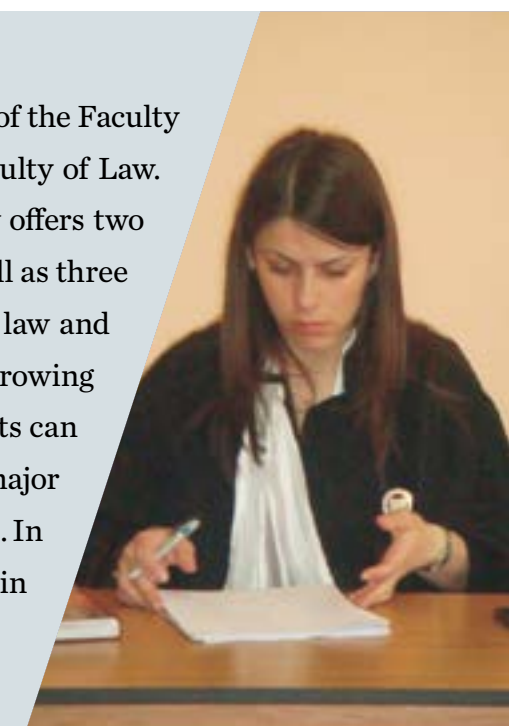 of the Faculty
ulty of Law.
offers two
ll as three
law and
rowing
ts can
major
. In
in